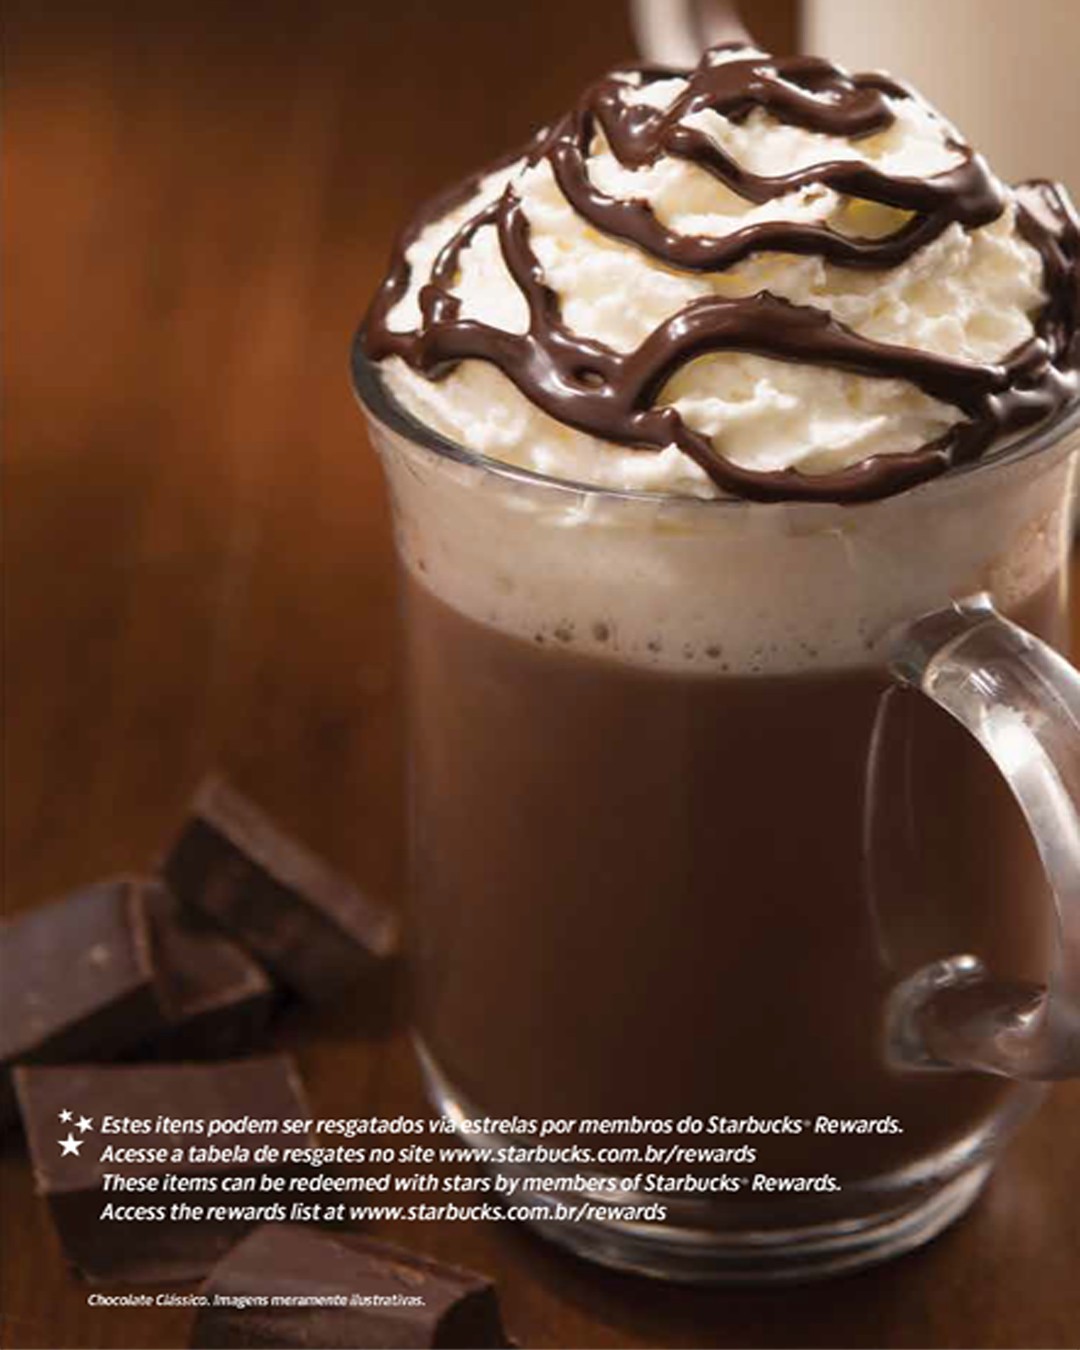 Estes itens podem ser resgatados via estrelas por membros do Starbucks® Rewards.
Acesse a tabela de resgates no site www.starbucks.com.br/rewards
These items can be redeemed with stars by members of Starbucks® Rewards.
Access the rewards list at www.starbucks.com.br/rewards
Chocolate Clássico. Imagens meramente ilustrativas.